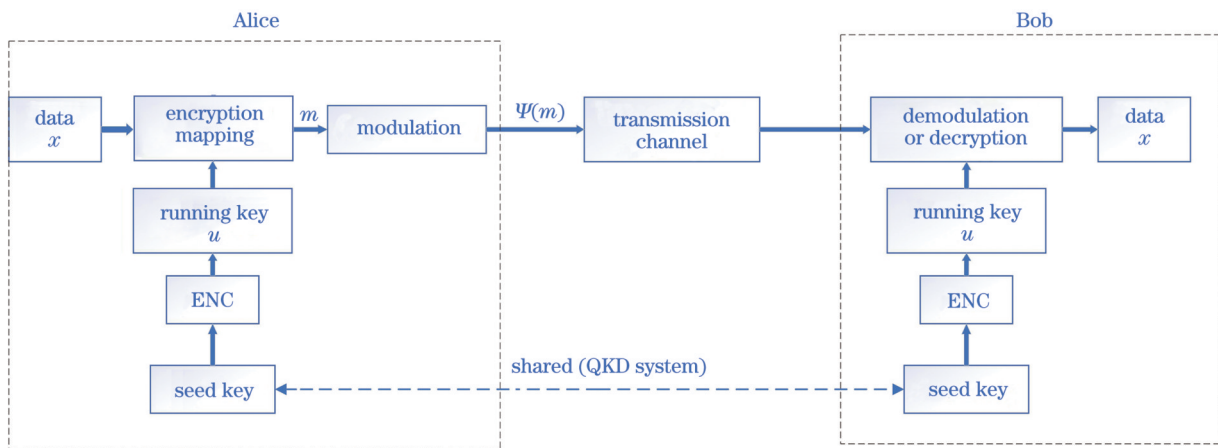 Alice
Bob
data
x
encryption
mapping
m
modulation
Ψ(m)
transmission
channel
demodulation
or decryption
data
x
running key
u
running key
u
ENC
ENC
shared (QKD system)
seed key
seed key